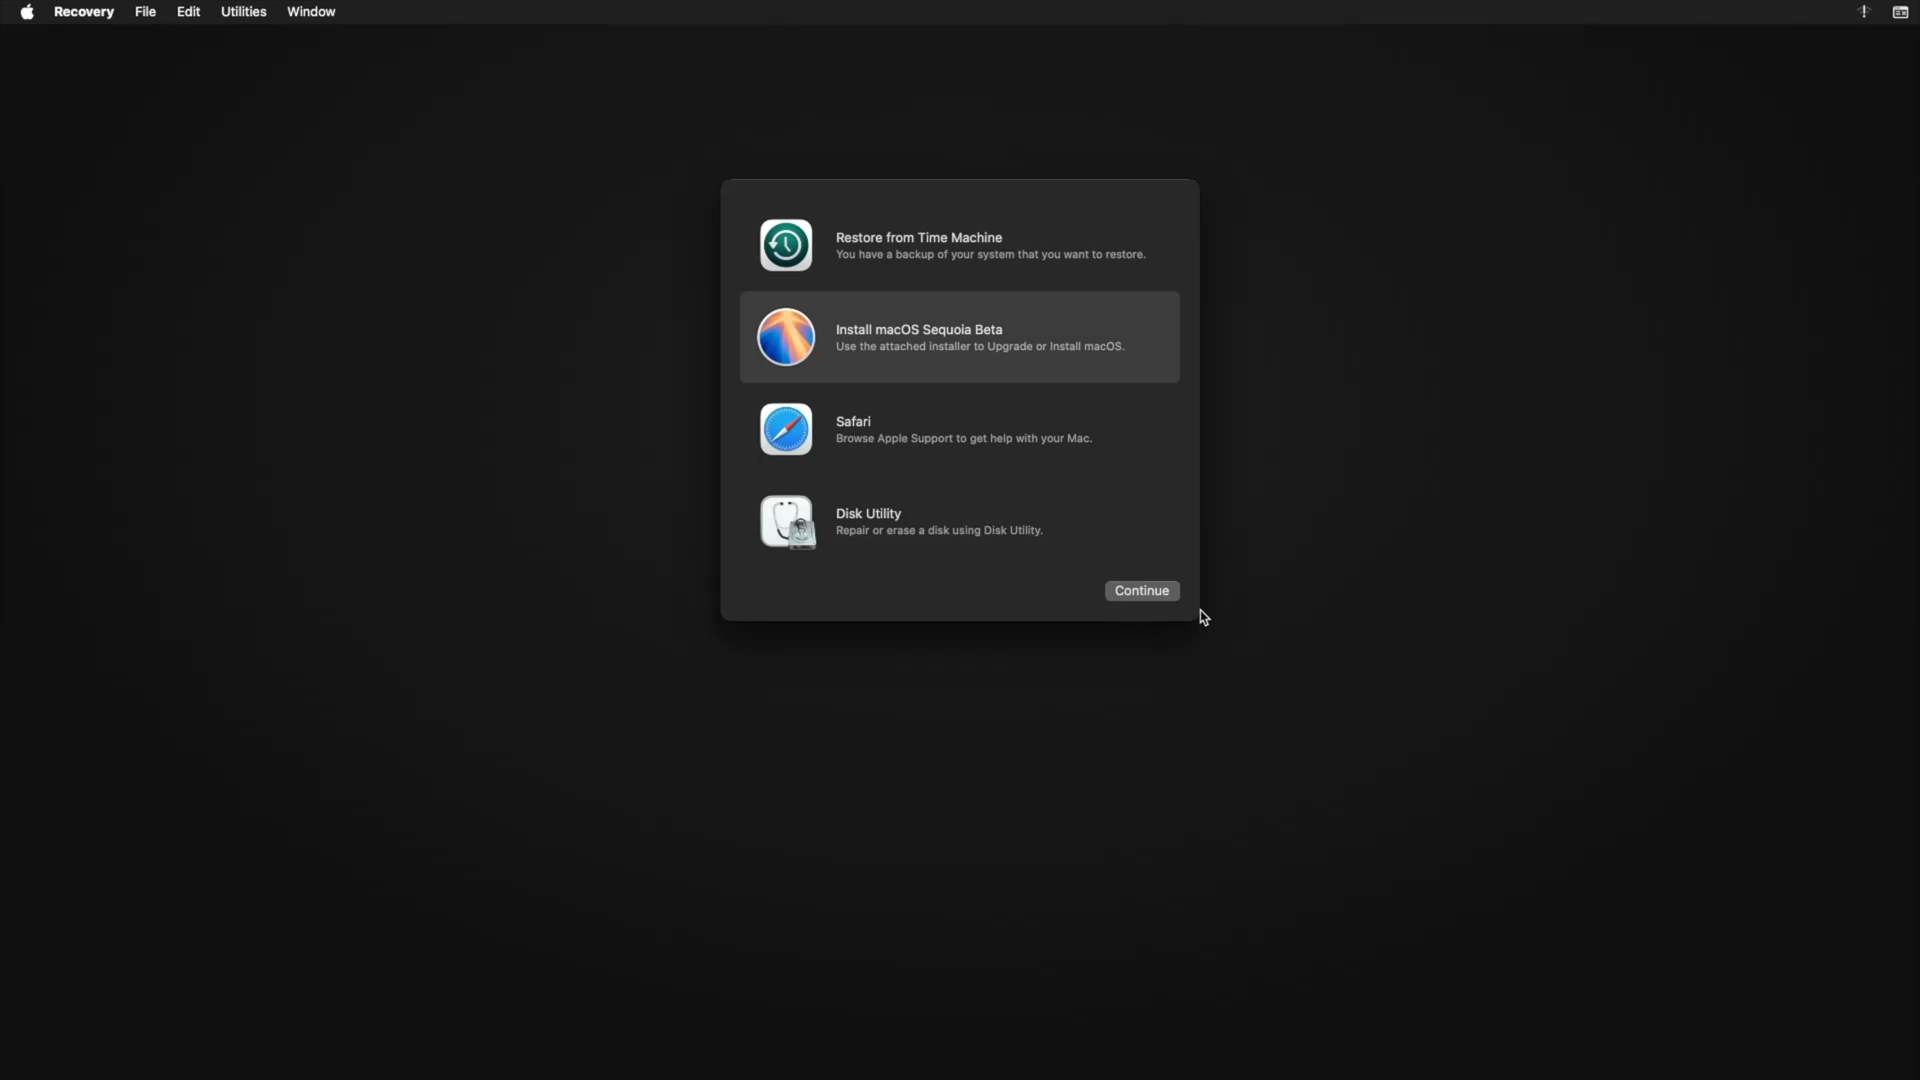 Recovery File Edit Utilities Window
Restore from Time Machine
You have a backup of your system that you want to restore.
Install macOS Sequoia Beta
Use the attached installer to Upgrade or Install macOS.
Safari
Browse Apple Support to get help with your Mac.
Disk Utility
Repair or erase a disk using Disk Utility.
Continue